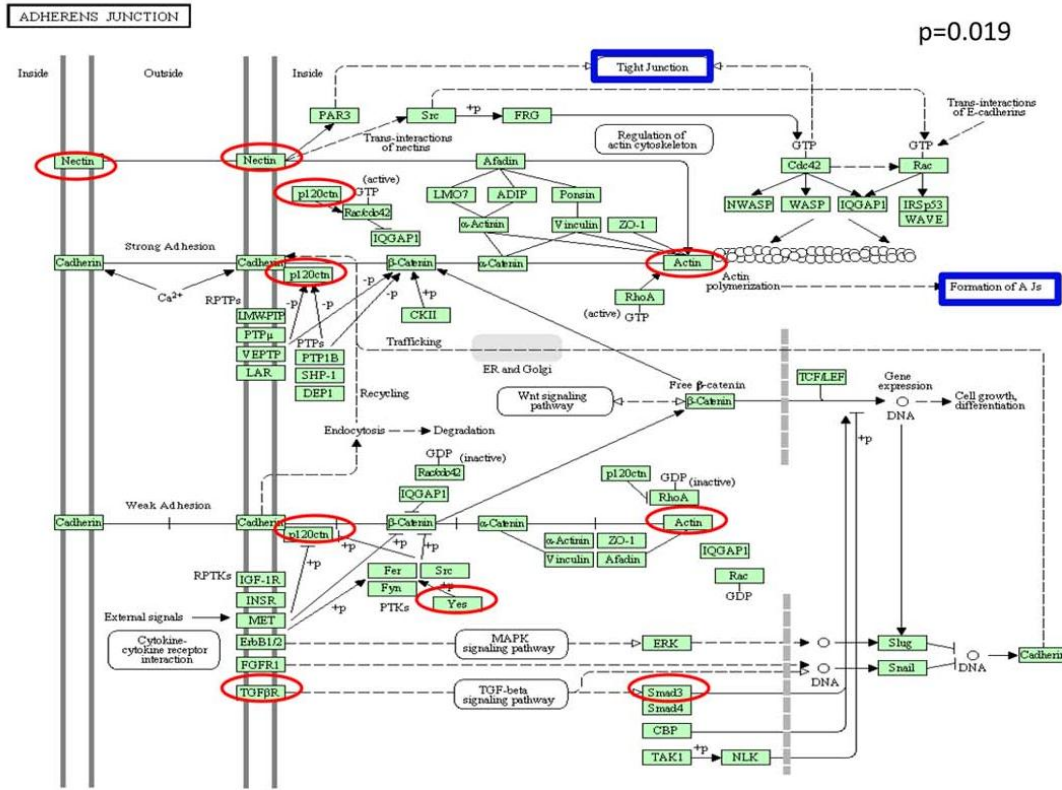 ADHERENS JUNCTION
p=0.019
Inside
Outside
Inside
Tight Junction
PAR3
Src
+p
FRG
Trans-interactions
of E-cadherins
Trans-interactions
of nectins
Regulation of
actin cytoskeleton
GTP
GTP
Nectin
Nectin
Afadin
Cdc42
Rac
(active)
p120ctn
GTP
Rac/cdc42
LMO7
ADIP
Ponsin
NWASP
WASP
IQGAP1
IRSp53
WAVE
IQGAP1
α-Actinin
Vinculin
ZO-1
Strong Adhesion
Cadherin
Cadherin
p120ctn
β-Catenin
α-Catenin
Actin
Actin
polymerization
Formation of A Js
Ca2+
RPTPs
-p
-p
-p
-p
+p
RhoA
(active)
GTP
LMW-PTP
PTPμ
VEPTP
LAR
PTPs
PTP1B
SHP-1
DEP1
CKII
Trafficking
ER and Golgi
Recycling
Wnt signaling
pathway
Free β-catenin
β-Catenin
TCF/LEF
Gene
expression
DNA
Cell growth,
differentiation
+p
Endocytosis
Degradation
GDP
(inactive)
Rac/cdc42
IQGAP1
p120ctn
GDP
(inactive)
RhoA
Weak Adhesion
Cadherin
Cadherin
p120ctn
β-Catenin
α-Catenin
Actin
+p
+p
+p
+p
α-Actinin
ZO-1
Vinculin
Afadin
IQGAP1
Rac
GDP
RPTKs
IGF-1R
INSR
MET
ErbB1/2
FGFR1
TGFβR
Fer
Src
Fyn
+p
Yes
PTKs
+p
External signals
Cytokine-
cytokine receptor
interaction
MAPK
signaling pathway
ERK
Slug
Snail
DNA
DNA
Cadherin
TGF-beta
signaling pathway
Smad3
Smad4
CBP
TAK1
+p
NLK